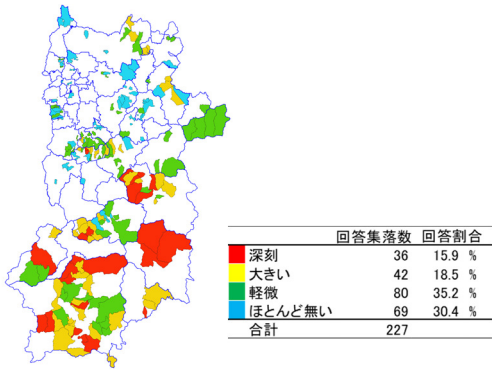 回答集落数 回答割合
深刻 36 15.9 %
大きい 42 18.5 %
軽微 80 35.2 %
ほとんど無い 69 30.4 %
合計 227